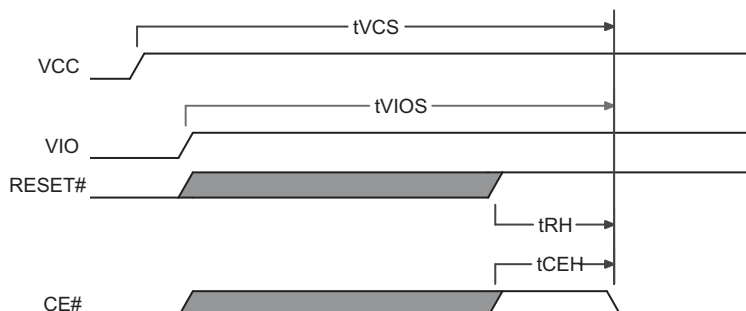 tVCS
VCC
tVIOS
VIO
RESET#
tRH
tCEH
CE#